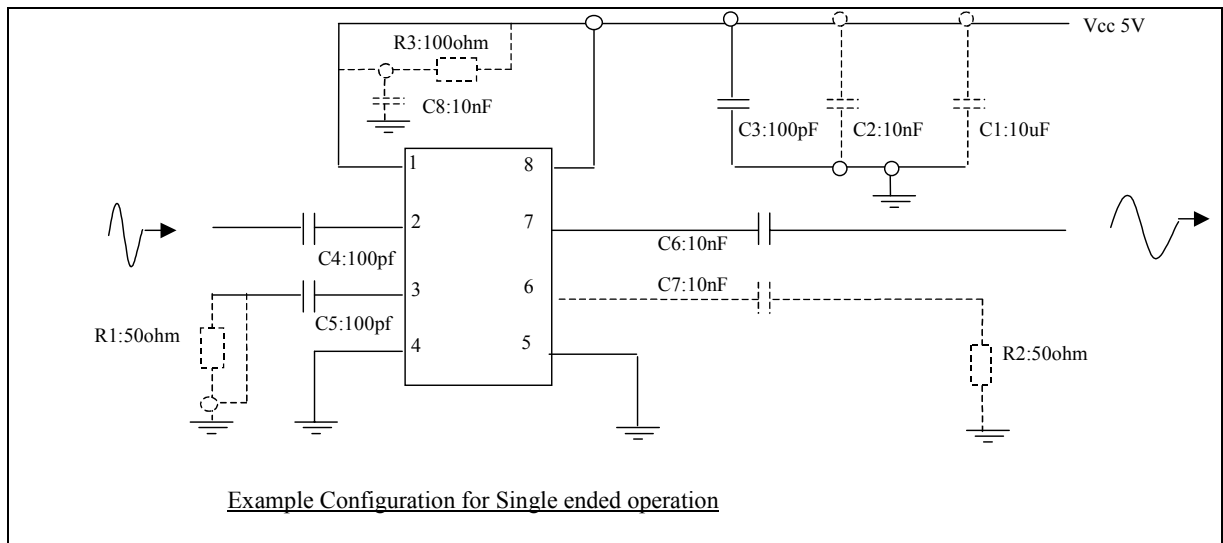 Vcc 5V
R3:100ohm
C8:10nF
C3:100pF
C2:10nF
C1:10uF
1
8
2
7
C4:100pf
C6:10nF
3
6
C7:10nF
C5:100pf
R1:50ohm
4
5
R2:50ohm
Example Configuration for Single ended operation